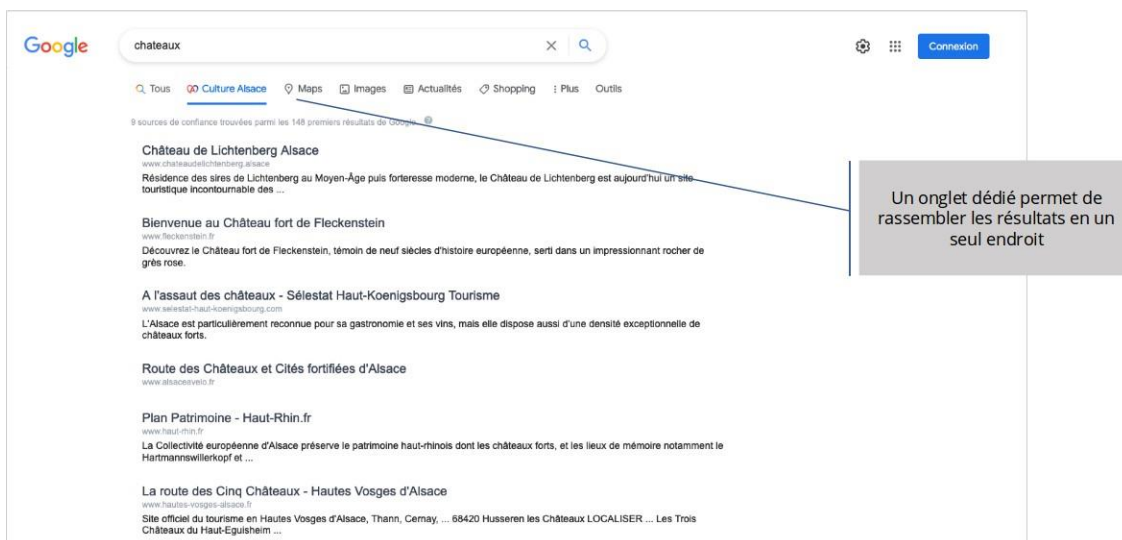 Google
chateaux
Connexion
Tous Culture Alsace Maps Images Actualités Shopping Plus Outils
9 sources de confiance trouvées parmi les 148 premiers résultats de Google.
Château de Lichtenberg Alsace
www.chateaudelichtenberg.alsace
Résidence des sires de Lichtenberg au Moyen-Âge puis forteresse moderne, le Château de Lichtenberg est aujourd'hui un site
touristique incontournable des ...
Bienvenue au Château fort de Fleckenstein
www.fleckenstein.fr
Découvrez le Château fort de Fleckenstein, témoin de neuf siècles d'histoire européenne, serti dans un impressionnant rocher de
grès rose.
A l'assaut des châteaux - Sélestat Haut-Koenigsbourg Tourisme
www.selestat-haut-koenigsbourg.com
L'Alsace est particulièrement reconnue pour sa gastronomie et ses vins, mais elle dispose aussi d'une densité exceptionnelle de
châteaux forts.
Route des Châteaux et Cités fortifiées d'Alsace
www.alsaceavelo.fr
Plan Patrimoine - Haut-Rhin.fr
www.haut-rhin.fr
La Collectivité européenne d'Alsace préserve le patrimoine haut-rhinois dont les châteaux forts, et les lieux de mémoire notamment le
Hartmannswillerkopf et ...
La route des Cinq Châteaux - Hautes Vosges d'Alsace
www.hautes-vosges-alsace.fr
Site officiel du tourisme en Hautes Vosges d'Alsace, Thann, Cernay, ... 68420 Husseren les Châteaux LOCALISER ... Les Trois
Châteaux du Haut-Eguisheim ...
Un onglet dédié permet de
rassembler les résultats en un
seul endroit